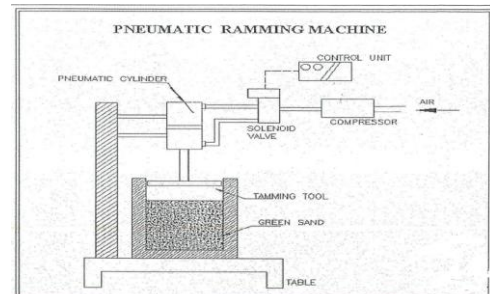 PNEUMATIC RAMMING MACHINE
CONTROL UNIT
PNEUMATIC CYLINDER
AIR
COMPRESSOR
SOLENOID
VALVE
TAMMING TOOL
GREEN SAND
TABLE